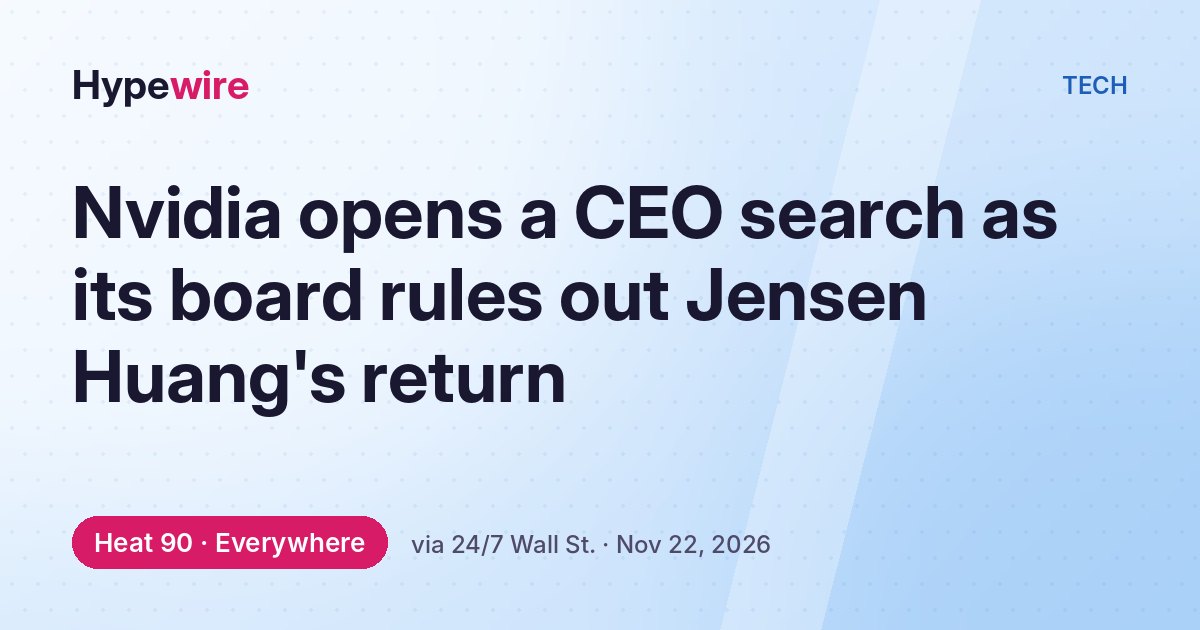 Hypewire
TECH
Nvidia opens a CEO search as
its board rules out Jensen
Huang's return
Heat 90 · Everywhere
via 24/7 Wall St. · Nov 22, 2026